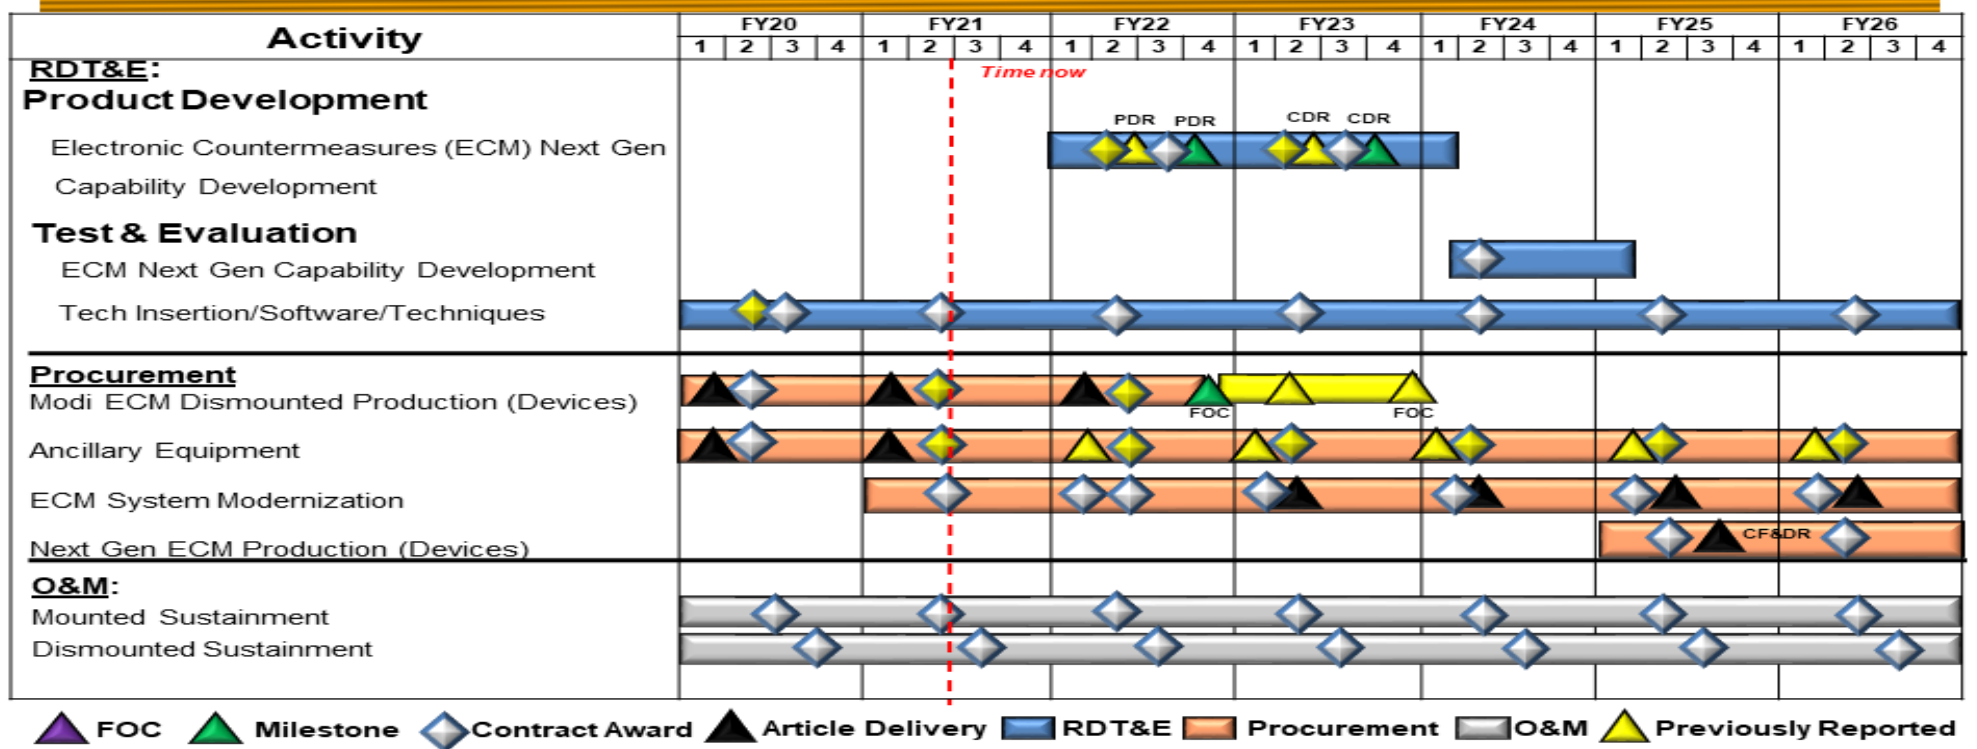 Activity FY20 FY21 FY22 FY23 FY24 FY25 FY26
1 2 3 4 1 2 3 4 1 2 3 4 1 2 3 4 1 2 3 4 1 2 3 4 1 2 3 4
RDT&E:
Time now
Product Development
PDR PDR CDR CDR
Electronic Countermeasures (ECM) Next Gen
Capability Development
Test & Evaluation
ECM Next Gen Capability Development
Tech Insertion/Software/Techniques
Procurement
Modi ECM Dismounted Production (Devices)
FOC FOC
Ancillary Equipment
ECM System Modernization
Next Gen ECM Production (Devices) CF&DR
O&M:
Mounted Sustainment
Dismounted Sustainment
FOC Milestone Contract Award Article Delivery RDT&E Procurement O&M Previously Reported